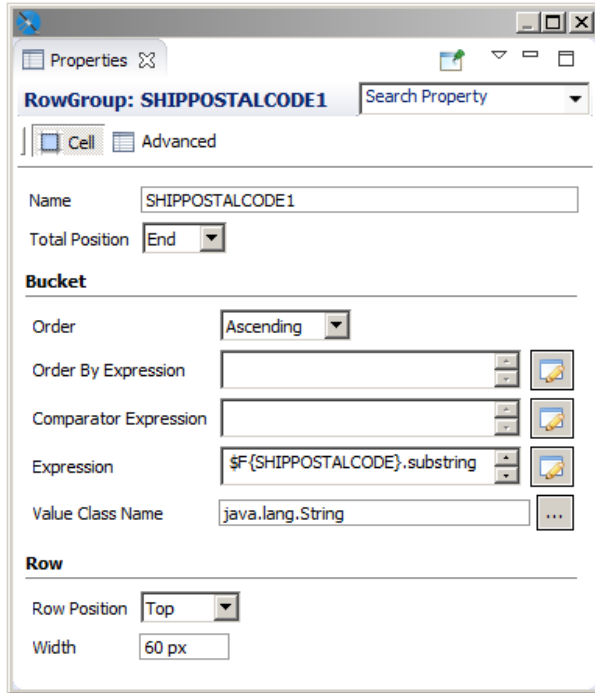 Properties
RowGroup: SHIPPOSTALCODE1 Search Property
Cell Advanced
Name SHIPPOSTALCODE1
Total Position End
Bucket
Order Ascending
Order By Expression
Comparator Expression
Expression $F{SHIPPOSTALCODE}.substring
Value Class Name java.lang.String ...
Row
Row Position Top
Width 60 px